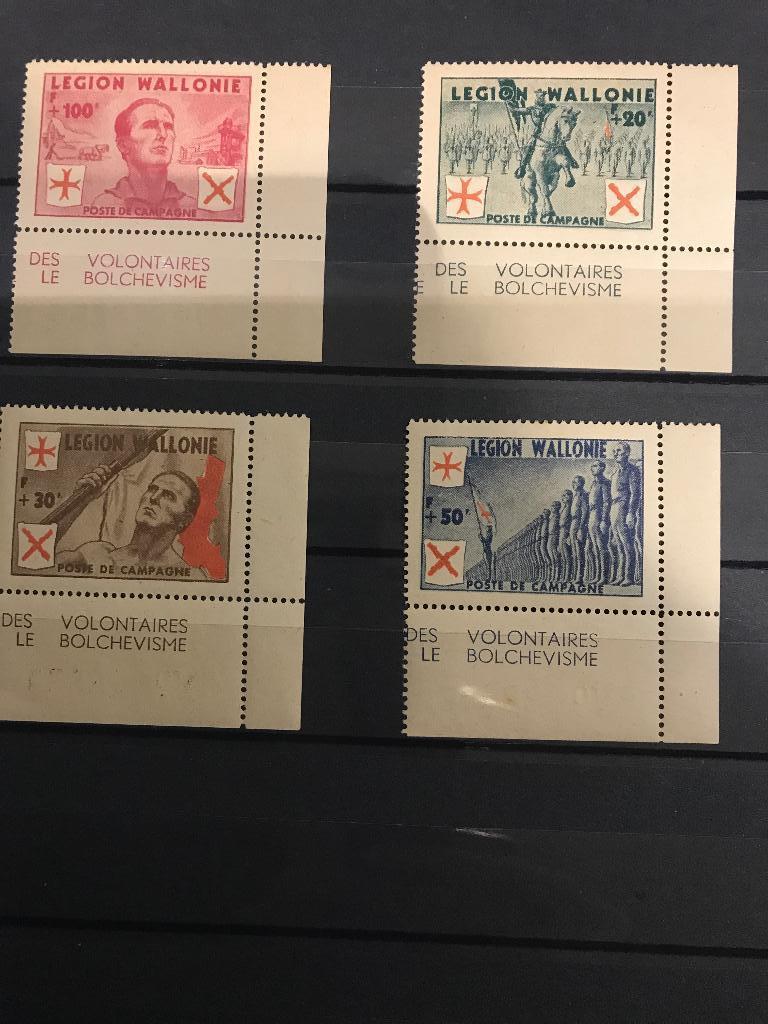 LEGION WALLONIE
F
+100F
POSTE DE CAMPAGNE
DES VOLONTAIRES
LE BOLCHEVISME
LEGION WALLONIE
F
+20F
POSTE DE CAMPAGNE
DES VOLONTAIRES
E LE BOLCHEVISME
LEGION WALLONIE
F
+30F
POSTE DE CAMPAGNE
DES VOLONTAIRES
LE BOLCHEVISME
LEGION WALLONIE
F
+50F
POSTE DE CAMPAGNE
DES VOLONTAIRES
LE BOLCHEVISME